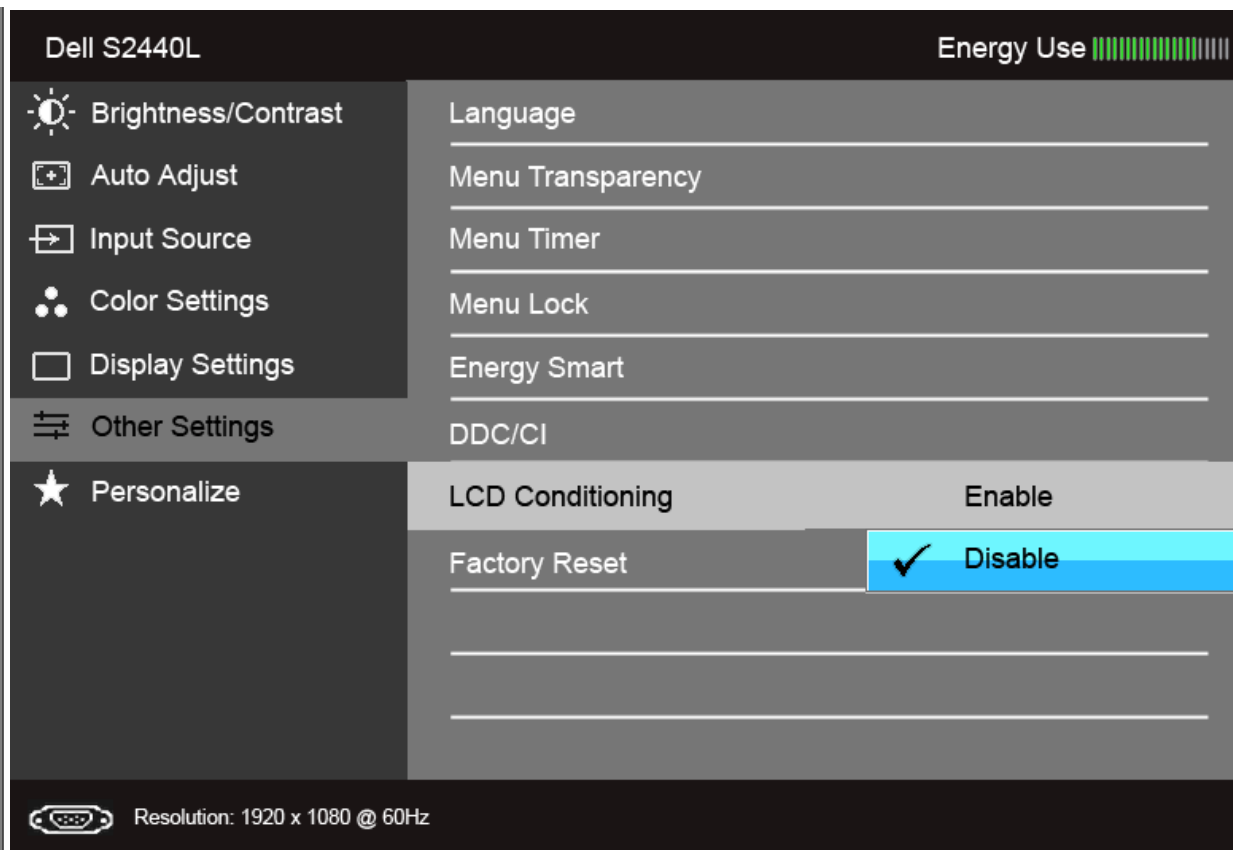 Dell S2440L
Energy Use
Brightness/Contrast
Auto Adjust
Input Source
Color Settings
Display Settings
Other Settings
Personalize
Language
Menu Transparency
Menu Timer
Menu Lock
Energy Smart
DDC/CI
LCD Conditioning
Enable
Factory Reset
Disable
Resolution: 1920 x 1080 @ 60Hz